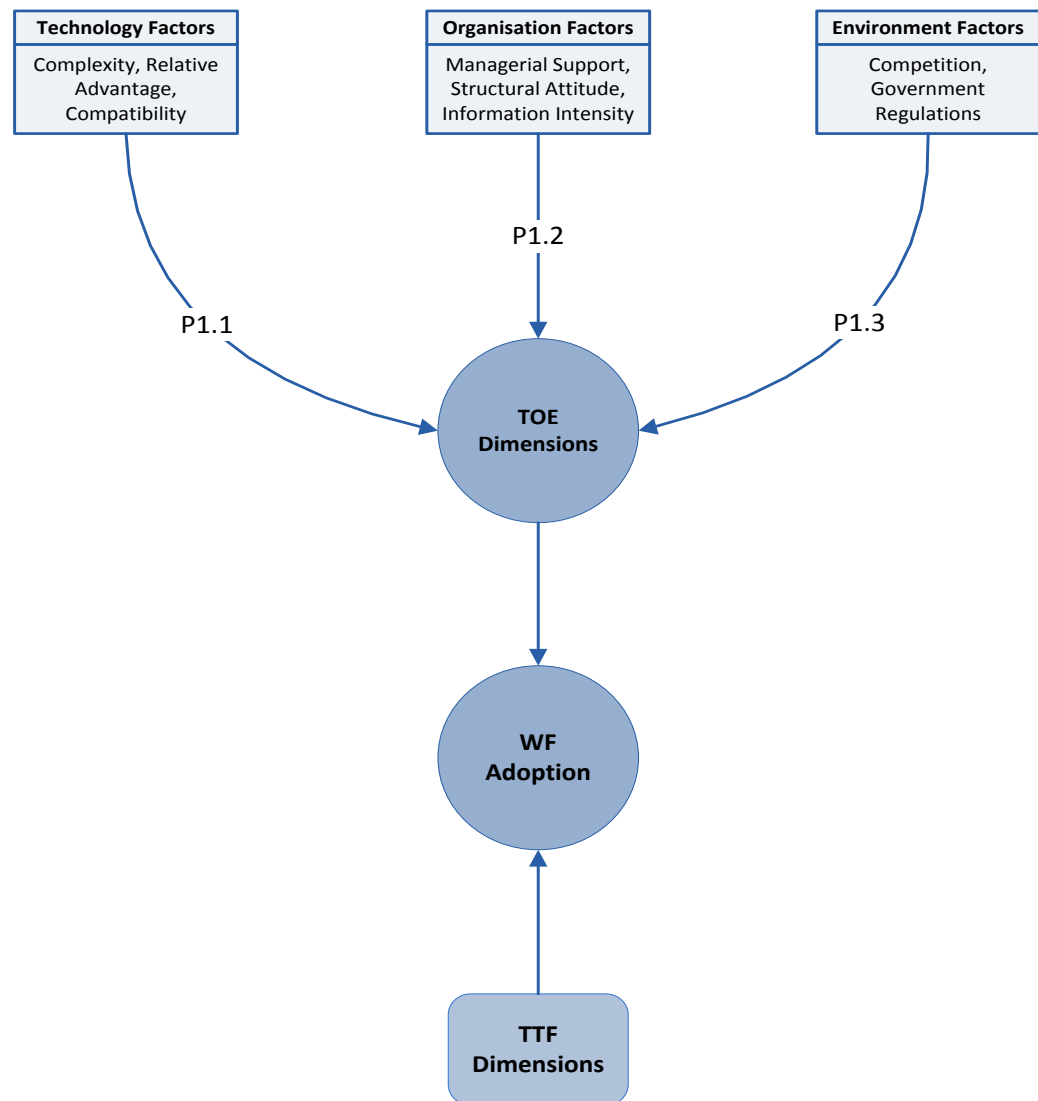 Technology Factors
Complexity, Relative
Advantage,
Compatibility
Organisation Factors
Managerial Support,
Structural Attitude,
Information Intensity
Environment Factors
Competition,
Government
Regulations
P1.2
P1.1
P1.3
TOE
Dimensions
WF
Adoption
TTF
Dimensions